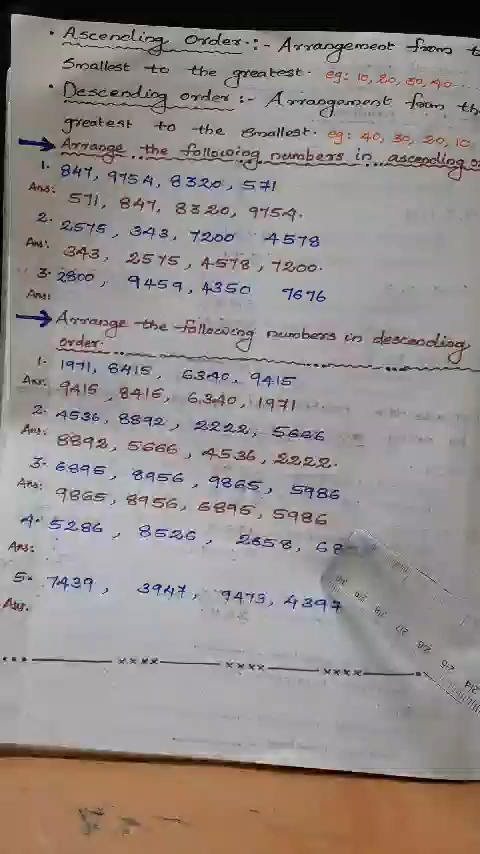 • Ascending Order :- Arrangement from
Smallest to the greatest. eg: 10, 20, 30, 40...
• Descending order :- Arrangement from
greatest to the smallest. eg: 40, 30, 20, 10
→ Arrange the following numbers in ascending
1. 847, 9754, 8320, 571
Ans: 571, 847, 8320, 9754.
2. 2575, 343, 7200 4578
Ans: 343, 2575, 4578, 7200.
3. 2800, 9459, 4350 7676
Ans:
→ Arrange the following numbers in descending
order.
1. 1971, 8415, 6340, 9415
Ans: 9415, 8415, 6340, 1971
2. 4536, 8892, 2222, 5666
Ans: 8892, 5666, 4536, 2222.
3. 6895, 8956, 9865, 5986
Ans: 9865, 8956, 6895, 5986
4. 5286, 8526, 2658,
Ans:
5. 7439, 3947, 9473, 4397
Ans.
xxxx xxxx xxxx